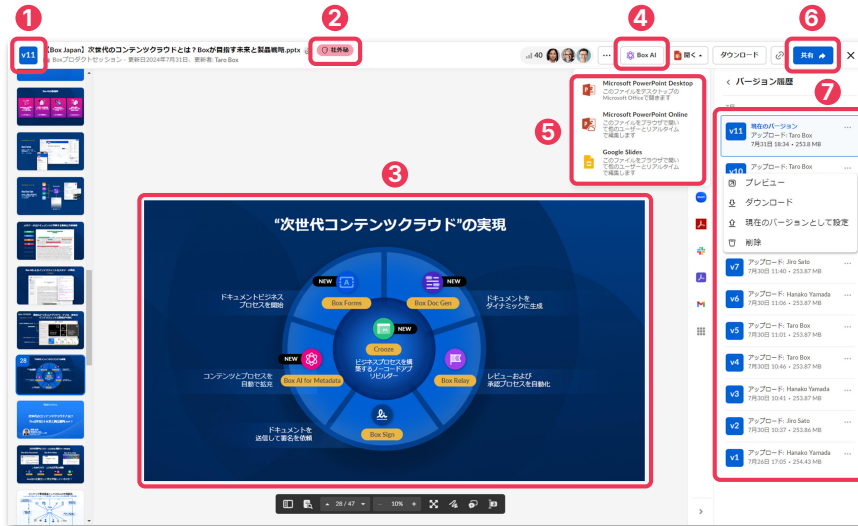 1
2
4
6
v11
【Box Japan】次世代のコンテンツクラウドとは？Boxが目指す未来と製品戦略.pptx
社外秘
Boxプロダクトセッション・更新日2024年7月31日、更新者: Taro Box
40
Box AI
開く
ダウンロード
共有
バージョン履歴
7
5
Microsoft PowerPoint Desktop
このファイルをデスクトップの
Microsoft Officeで開きます
Microsoft PowerPoint Online
このファイルをブラウザで開い
て他のユーザーとリアルタイム
で編集します
Google Slides
このファイルをブラウザで開い
て他のユーザーとリアルタイム
で編集します
v11
現在のバージョン
アップロード: Taro Box
7月31日 18:34・253.8 MB
v10
アップロード: Taro Box
プレビュー
ダウンロード
現在のバージョンとして設定
削除
v7
アップロード: Jiro Sato
7月30日 11:40・253.87 MB
v6
アップロード: Hanako Yamada
7月30日 11:06・253.87 MB
v5
アップロード: Taro Box
7月30日 11:01・253.87 MB
v4
アップロード: Taro Box
7月30日 10:46・253.87 MB
v3
アップロード: Hanako Yamada
7月30日 10:41・253.87 MB
v2
アップロード: Jiro Sato
7月30日 10:37・253.86 MB
v1
アップロード: Hanako Yamada
7月26日 17:05・254.43 MB
3
“次世代コンテンツクラウド”の実現
NEW
NEW
ドキュメントビジネス
プロセスを開始
Box Forms
Box Doc Gen
ドキュメントを
ダイナミックに生成
NEW
Crooze
ビジネスプロセスを構
築するノーコードアプ
リビルダー
NEW
コンテンツとプロセスを
自動で拡充
Box AI for Metadata
Box Relay
レビューおよび
承認プロセスを自動化
ドキュメントを
送信して署名を依頼
Box Sign
28
28 / 47
10%